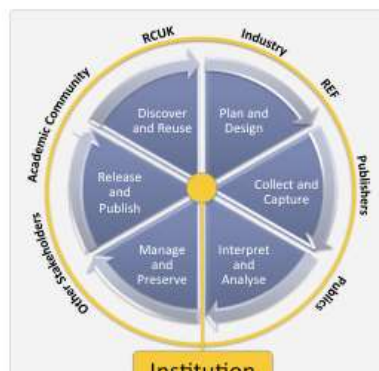 RCUK
Industry
REF
Publishers
Publics
Other Stakeholders
Academic Community
Discover
and Reuse
Plan and
Design
Release
and
Publish
Collect and
Capture
Manage
and
Preserve
Interpret
and
Analyse
Institution